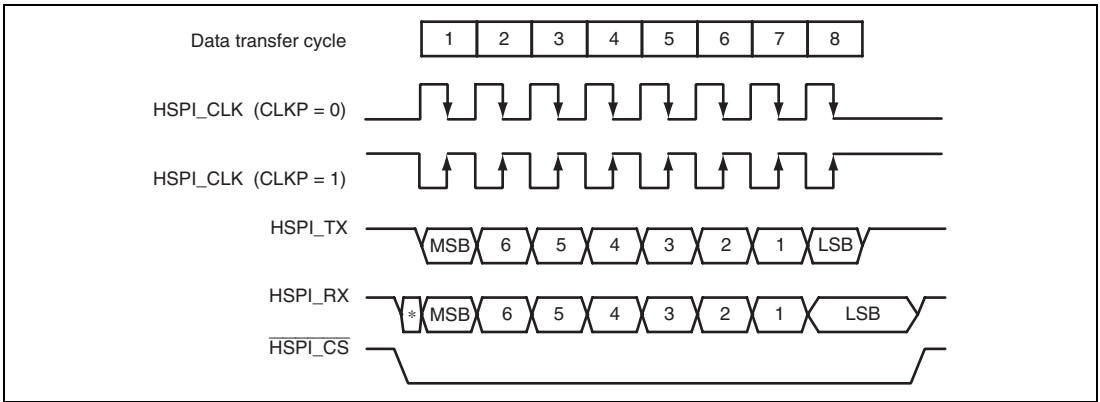 Data transfer cycle 1 2 3 4 5 6 7 8
HSPI_CLK (CLKP = 0)
HSPI_CLK (CLKP = 1)
HSPI_TX MSB 6 5 4 3 2 1 LSB
HSPI_RX * MSB 6 5 4 3 2 1 LSB
HSPI_CS